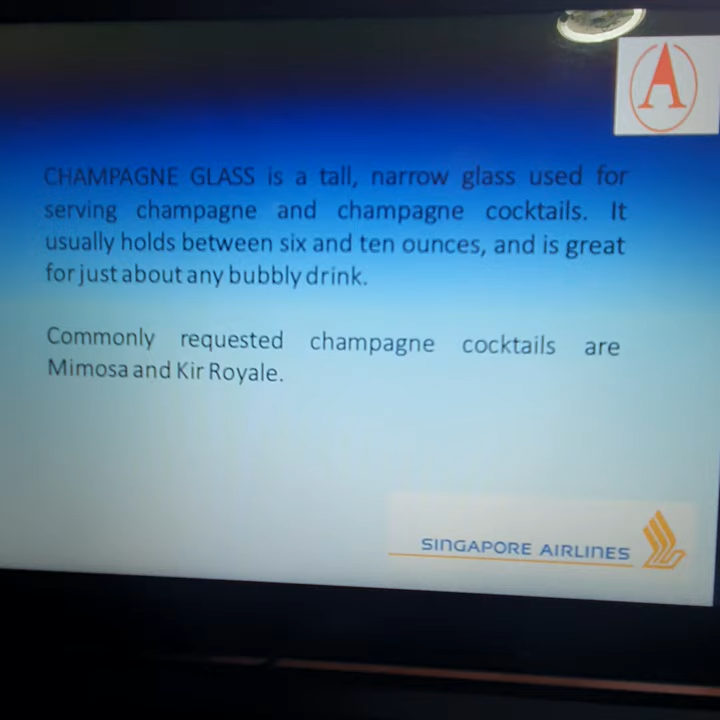 A
CHAMPAGNE GLASS is a tall, narrow glass used for
serving champagne and champagne cocktails. It
usually holds between six and ten ounces, and is great
for just about any bubbly drink.
Commonly requested champagne cocktails are
Mimosa and Kir Royale.
SINGAPORE AIRLINES